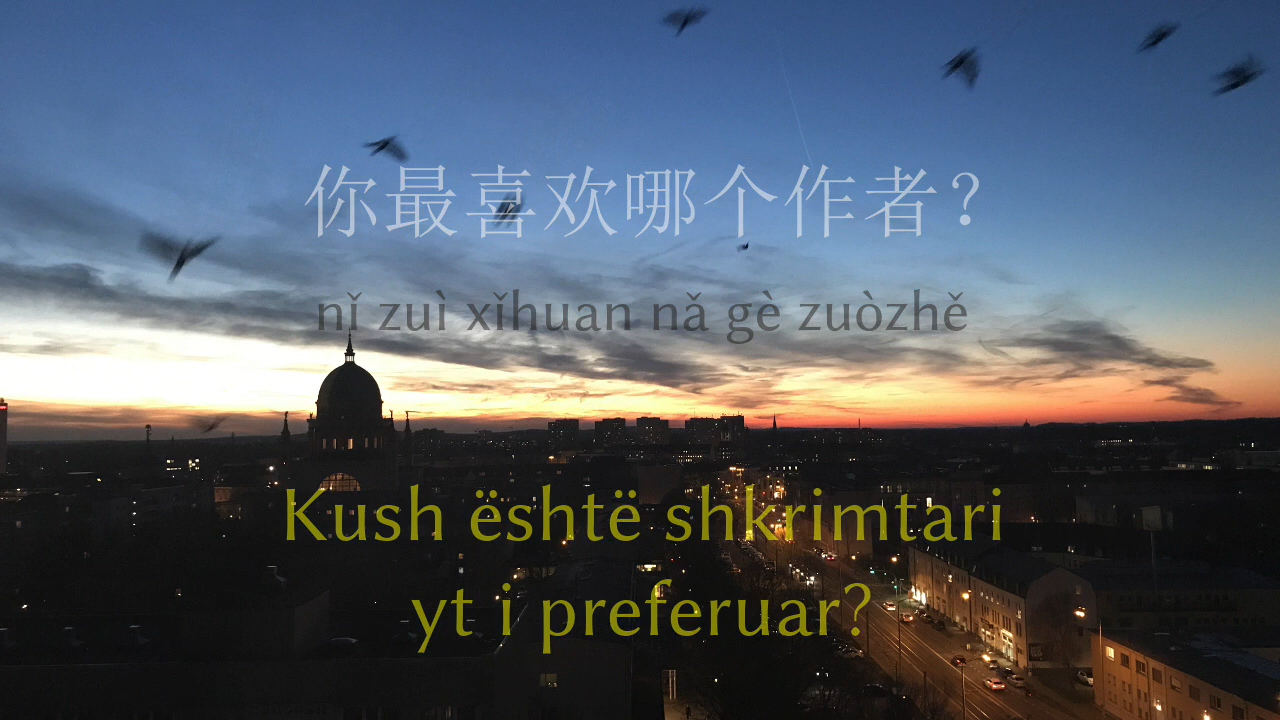 你最喜欢哪个作者？
nǐ zuì xǐhuan nǎ gè zuòzhě
Kush është shkrimtari
yt i preferuar?